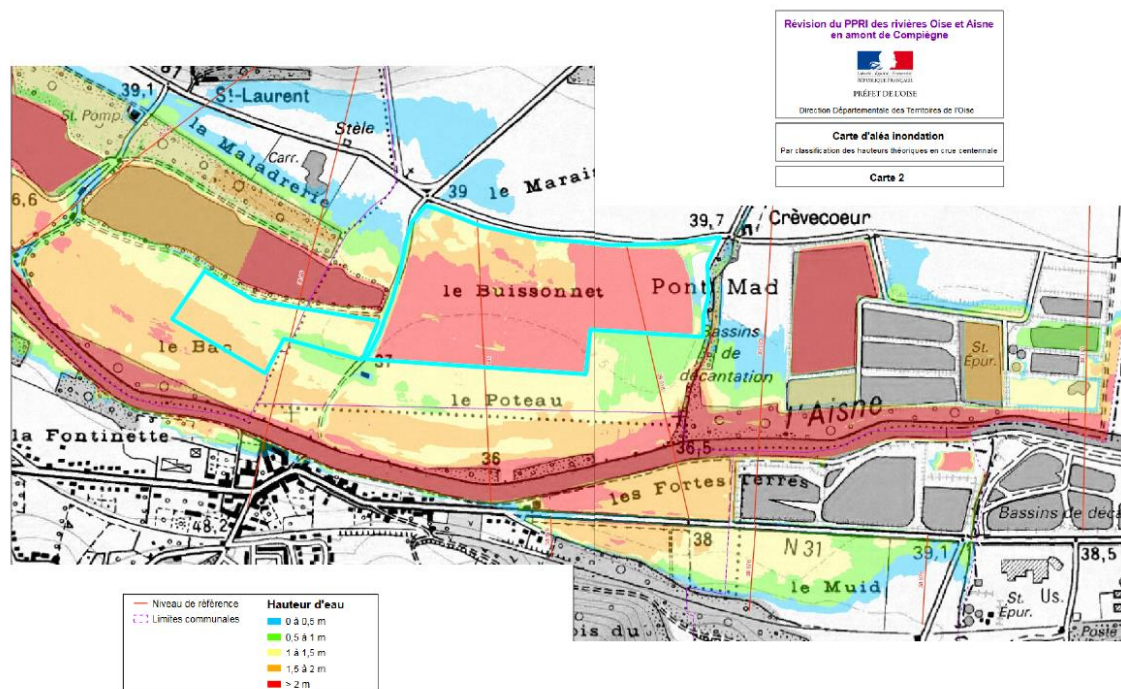 Révision du PPRI des rivières Oise et Aisne
en amont de Compiègne
PRÉFET DE L'OISE
Direction Départementale des Territoires de l'Oise
Carte d'aléa inondation
Par classification des hauteurs théoriques en crue centennale
Carte 2
39,1
St-Laurent
St. Pomp.
la Maladrerie
Stèle
Carr.
39
le Marais
39,7
Crèvecoeur
6,6
le Buissonnet
Pont Mad
Bassins
de
décantation
St.
Épur.
le Bac
37
le Poteau
l'Aisne
la Fontinette
36
36,5
les Fortes Terres
48,2
38
N 31
39,1
Bassins de déca
38,5
le Muid
St.
Épur.
Us.
Poste
ois du
Niveau de référence
Limites communales
Hauteur d'eau
0 à 0,5 m
0,5 à 1 m
1 à 1,5 m
1,5 à 2 m
> 2 m